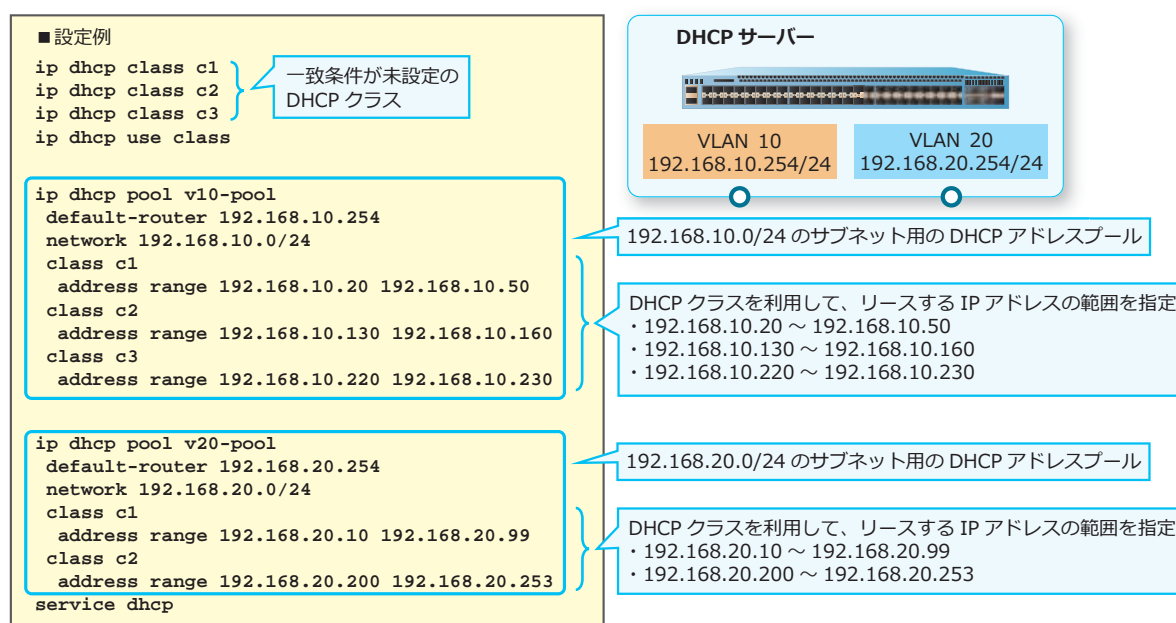 ■設定例
ip dhcp class c1
ip dhcp class c2
ip dhcp class c3
ip dhcp use class
一致条件が未設定の
DHCP クラス
ip dhcp pool v10-pool
default-router 192.168.10.254
network 192.168.10.0/24
class c1
address range 192.168.10.20 192.168.10.50
class c2
address range 192.168.10.130 192.168.10.160
class c3
address range 192.168.10.220 192.168.10.230
ip dhcp pool v20-pool
default-router 192.168.20.254
network 192.168.20.0/24
class c1
address range 192.168.20.10 192.168.20.99
class c2
address range 192.168.20.200 192.168.20.253
service dhcp
DHCP サーバー
VLAN 10
192.168.10.254/24
VLAN 20
192.168.20.254/24
192.168.10.0/24 のサブネット用の DHCP アドレスプール
DHCP クラスを利用して、リースする IP アドレスの範囲を指定
・192.168.10.20 ～ 192.168.10.50
・192.168.10.130 ～ 192.168.10.160
・192.168.10.220 ～ 192.168.10.230
192.168.20.0/24 のサブネット用の DHCP アドレスプール
DHCP クラスを利用して、リースする IP アドレスの範囲を指定
・192.168.20.10 ～ 192.168.20.99
・192.168.20.200 ～ 192.168.20.253